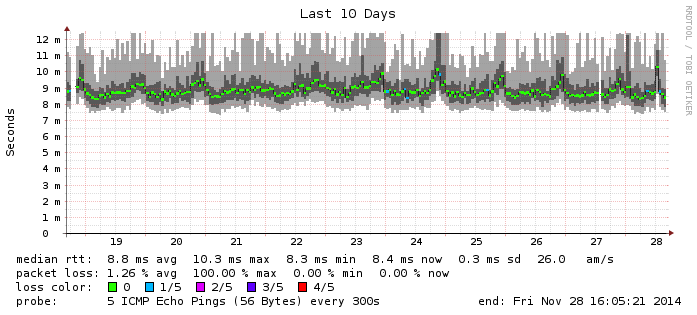 Last 10 Days
RRDTOOL / TOBI OETIKER
Seconds
12 m
11 m
10 m
9 m
8 m
7 m
6 m
5 m
4 m
3 m
2 m
1 m
0
19 20 21 22 23 24 25 26 27 28
median rtt: 8.8 ms avg 10.3 ms max 8.3 ms min 8.4 ms now 0.3 ms sd 26.0 am/s
packet loss: 1.26 % avg 100.00 % max 0.00 % min 0.00 % now
loss color: 0 1/5 2/5 3/5 4/5
probe: 5 ICMP Echo Pings (56 Bytes) every 300s end: Fri Nov 28 16:05:21 2014